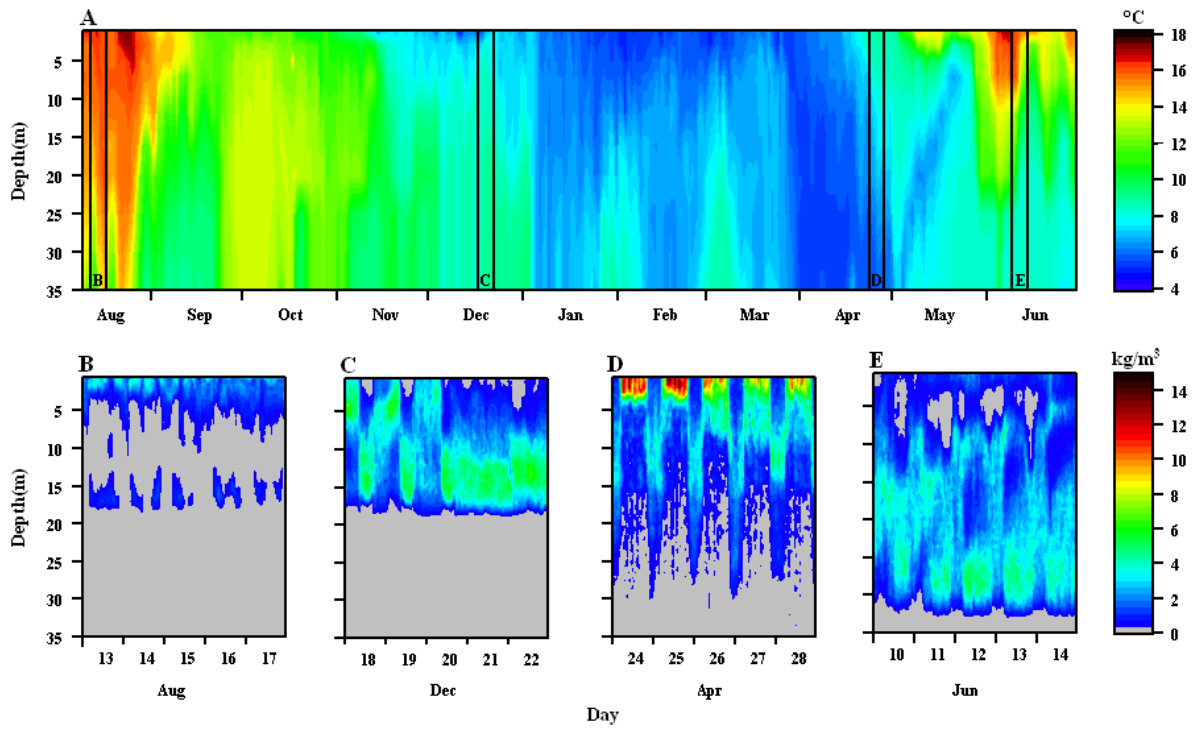 A
°C
Depth(m)
5
10
15
20
25
30
35
B
C
D
E
18
16
14
12
10
8
6
4
Aug Sep Oct Nov Dec Jan Feb Mar Apr May Jun
B
C
D
E
kg/m³
Depth(m)
5
10
15
20
25
30
35
14
12
10
8
6
4
2
0
13 14 15 16 17
18 19 20 21 22
24 25 26 27 28
10 11 12 13 14
Aug
Dec
Apr
Jun
Day